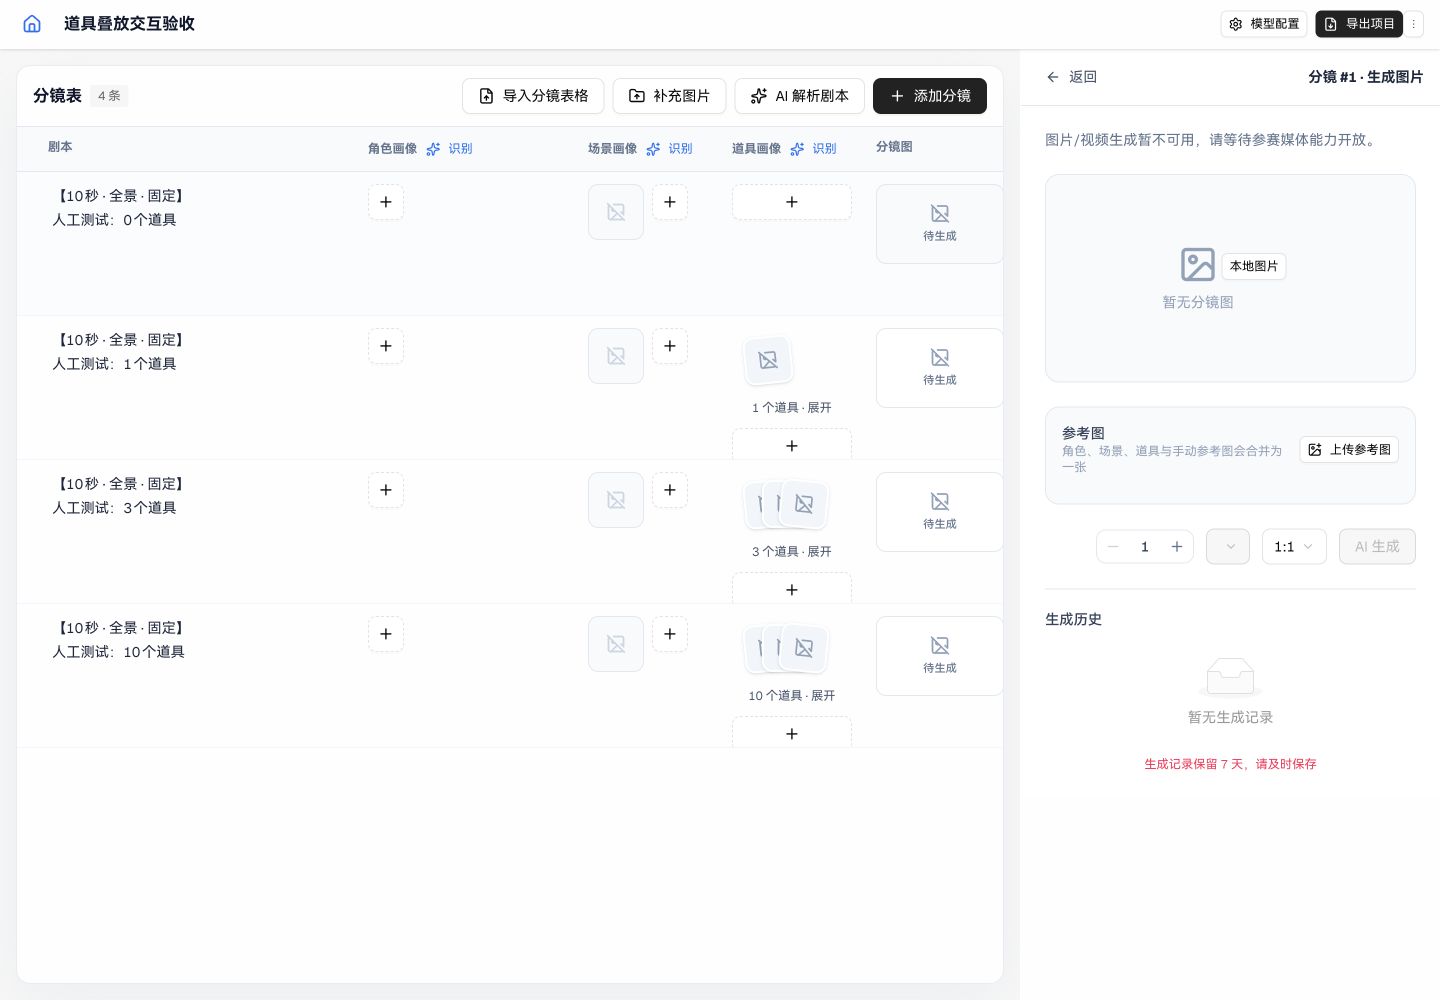 道具叠放交互验收
模型配置
导出项目
分镜表
4 条
导入分镜表格
补充图片
AI 解析剧本
添加分镜
剧本
角色画像
识别
场景画像
识别
道具画像
识别
分镜图
【10秒 · 全景 · 固定】
人工测试：0个道具
待生成
【10秒 · 全景 · 固定】
人工测试：1个道具
1 个道具 · 展开
待生成
【10秒 · 全景 · 固定】
人工测试：3个道具
3 个道具 · 展开
待生成
【10秒 · 全景 · 固定】
人工测试：10个道具
10 个道具 · 展开
待生成
返回
分镜 #1 · 生成图片
图片/视频生成暂不可用，请等待参赛媒体能力开放。
本地图片
暂无分镜图
参考图
角色、场景、道具与手动参考图会合并为
一张
上传参考图
1
1:1
AI 生成
生成历史
暂无生成记录
生成记录保留 7 天，请及时保存